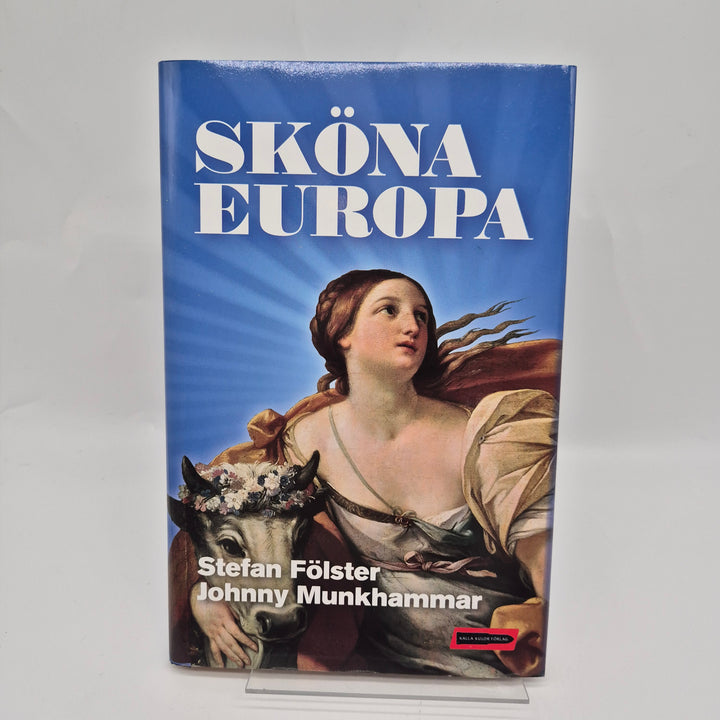 SKÖNA
EUROPA
Stefan Fölster
Johnny Munkhammar
KALLA KULOR FÖRLAG